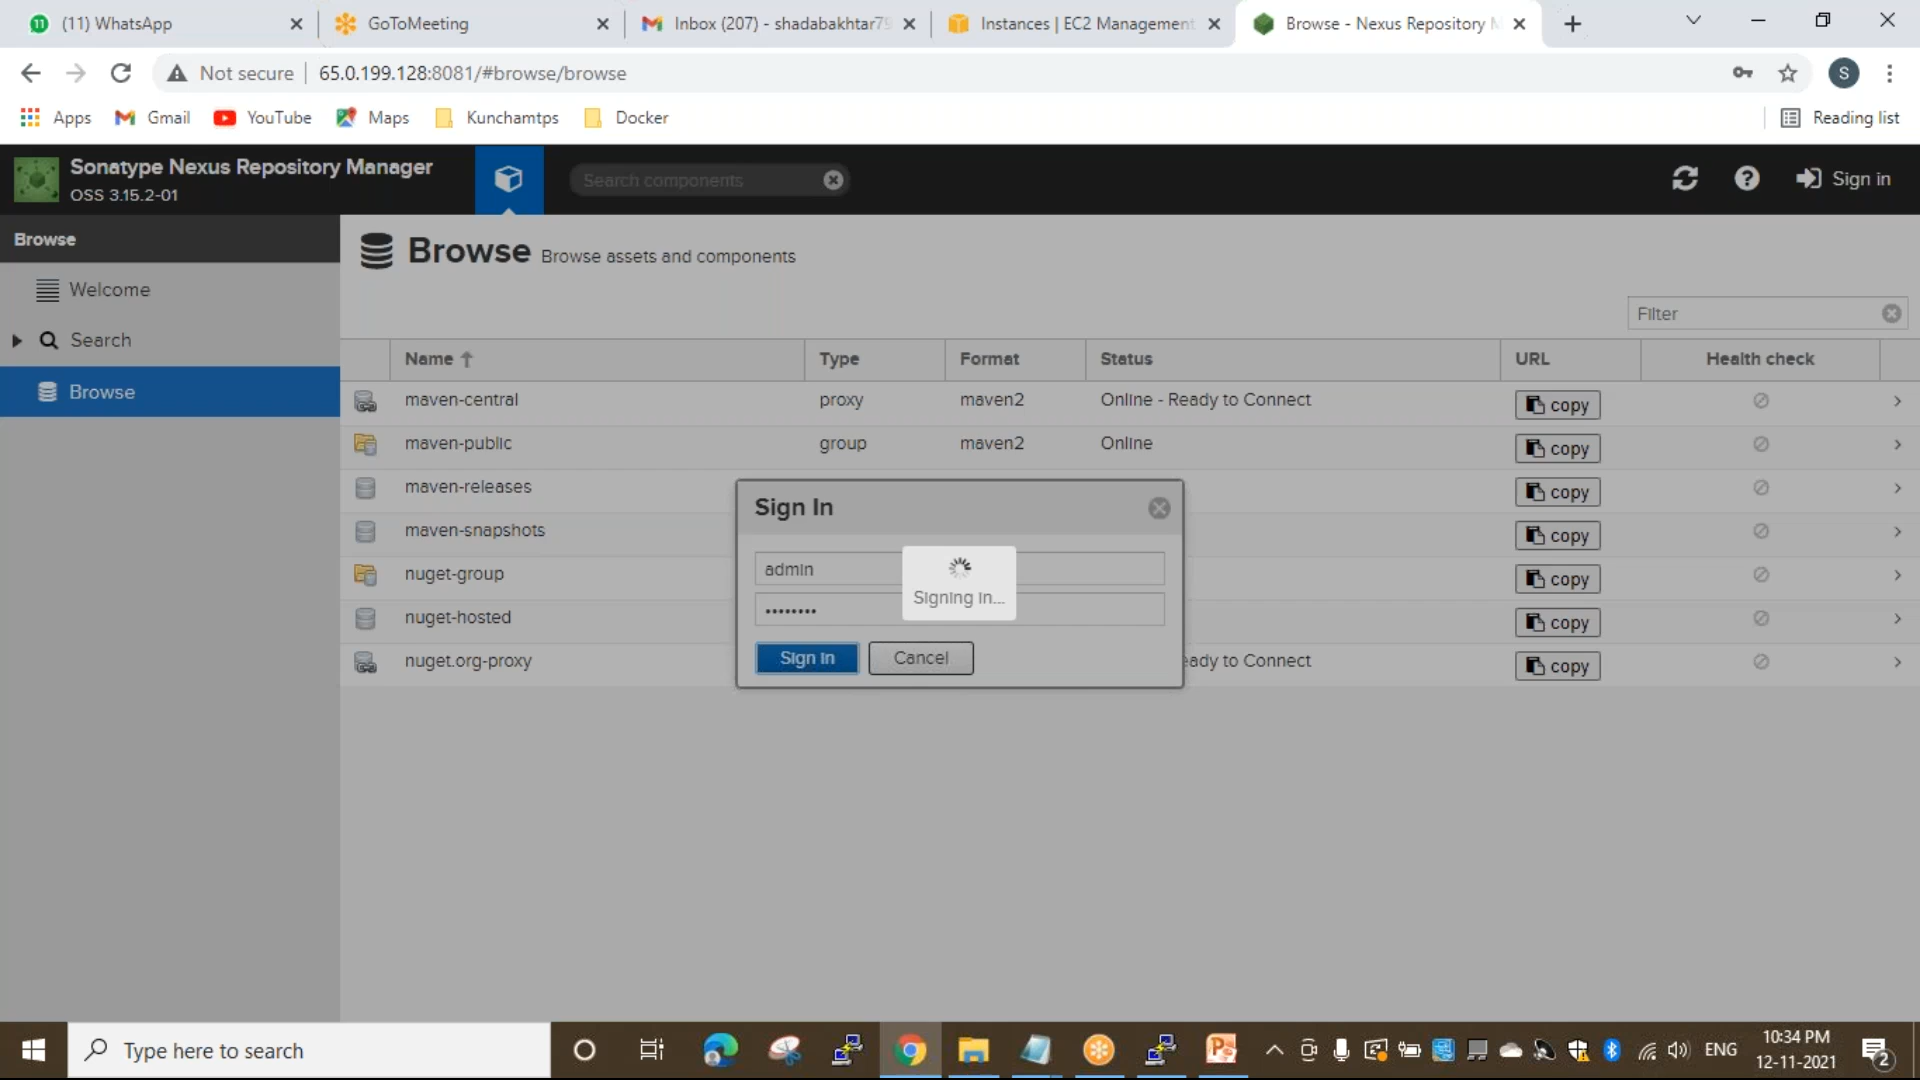 (11) WhatsApp
GoToMeeting
Inbox (207) - shadabakhtar79
Instances | EC2 Management
Browse - Nexus Repository M
Not secure
65.0.199.128:8081/#browse/browse
S
Apps
Gmail
YouTube
Maps
Kunchamtps
Docker
Reading list
Sonatype Nexus Repository Manager
OSS 3.15.2-01
Search components
Sign in
Browse
Browse Browse assets and components
Welcome
Search
Browse
Filter
Name Type Format Status URL Health check
maven-central proxy maven2 Online - Ready to Connect copy
maven-public group maven2 Online copy
maven-releases copy
maven-snapshots copy
nuget-group copy
nuget-hosted copy
nuget.org-proxy eady to Connect copy
Sign In
admin
Signing in...
Sign in Cancel
Type here to search
ENG
10:34 PM
12-11-2021
2